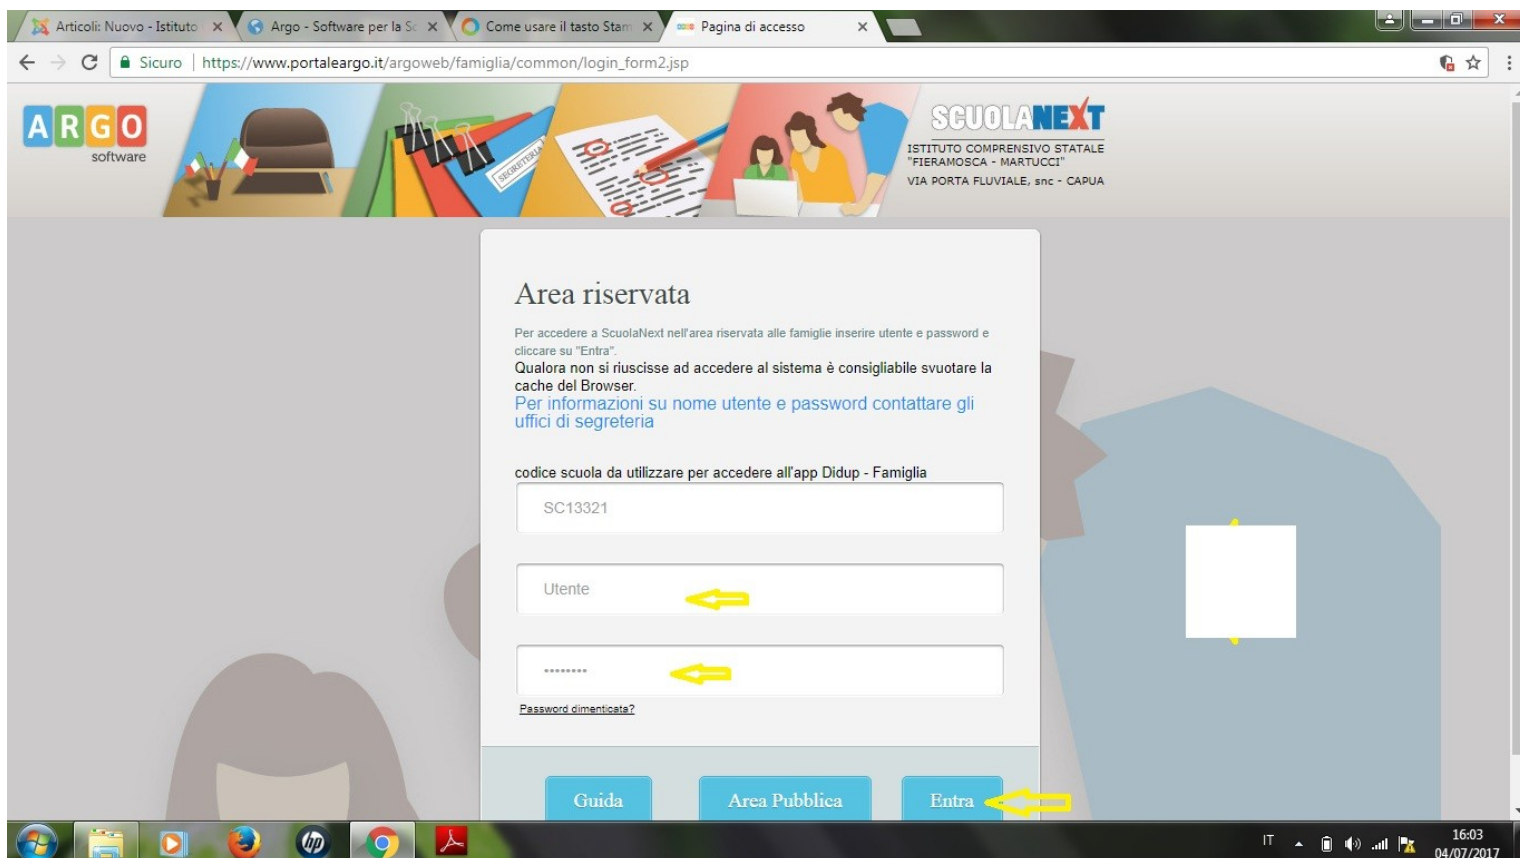 Articoli: Nuovo - Istituto
Argo - Software per la Sc
Come usare il tasto Stam
Pagina di accesso
Sicuro https://www.portaleargo.it/argoweb/famiglia/common/login_form2.jsp
ARGO
software
SEGRETERIA
SCUOLANEXT
ISTITUTO COMPRENSIVO STATALE
"FIERAMOSCA - MARTUCCI"
VIA PORTA FLUVIALE, snc - CAPUA
Area riservata
Per accedere a ScuolaNext nell'area riservata alle famiglie inserire utente e password e
cliccare su "Entra".
Qualora non si riuscisse ad accedere al sistema è consigliabile svuotare la
cache del Browser.
Per informazioni su nome utente e password contattare gli
uffici di segreteria
codice scuola da utilizzare per accedere all'app Didup - Famiglia
SC13321
Utente
••••••••
Password dimenticata?
Guida Area Pubblica Entra
hp
IT
16:03
04/07/2017